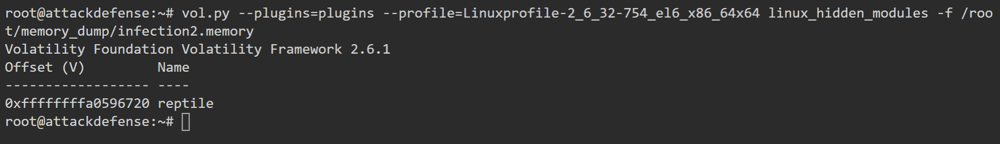 root@attackdefense:~# vol.py --plugins=plugins --profile=Linuxprofile-2_6_32-754_el6_x86_64x64 linux_hidden_modules -f /roo
t/memory_dump/infection2.memory
Volatility Foundation Volatility Framework 2.6.1
Offset (V)         Name
------------------ ----
0xffffffffa0596720 reptile
root@attackdefense:~#